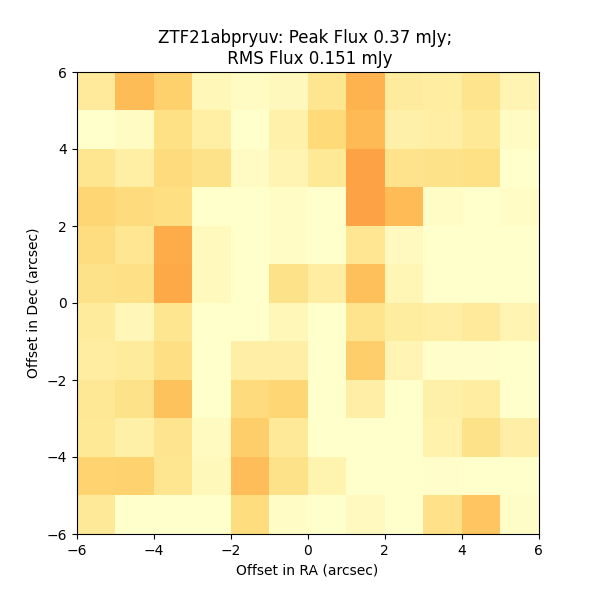 ZTF21abpryuv: Peak Flux 0.37 mJy;
RMS Flux 0.151 mJy
6
4
2
0
−2
−4
−6
Offset in Dec (arcsec)
−6 −4 −2 0 2 4 6
Offset in RA (arcsec)